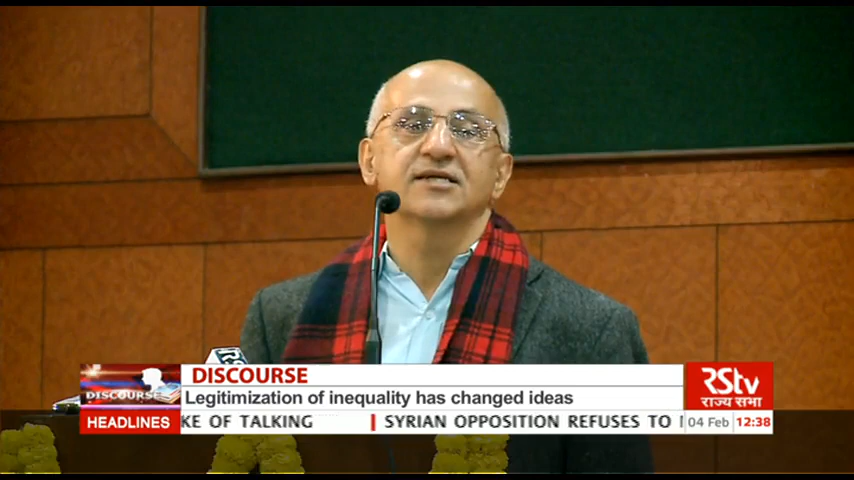 DISCOURSE
DISCOURSE
Legitimization of inequality has changed ideas
RStv
राज्य सभा
HEADLINES
KE OF TALKING | SYRIAN OPPOSITION REFUSES TO
04 Feb 12:38